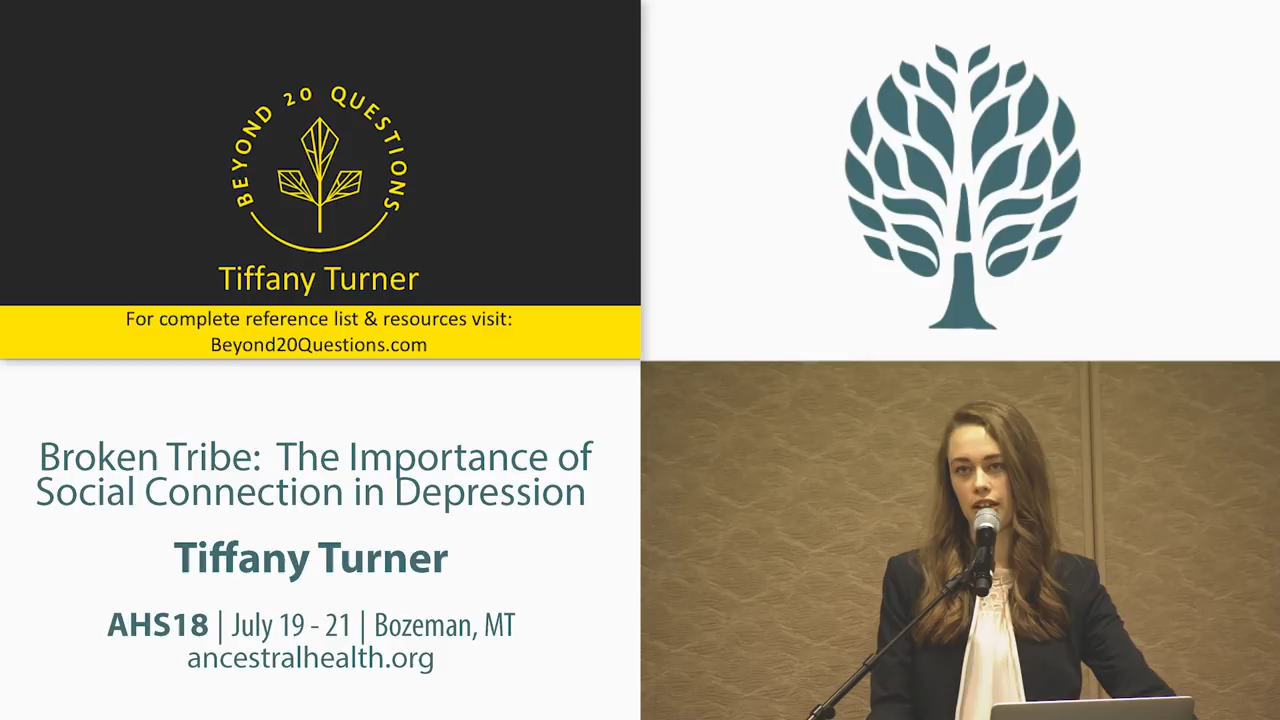 BEYOND 20 QUESTIONS
Tiffany Turner
For complete reference list & resources visit:
Beyond20Questions.com
Broken Tribe: The Importance of
Social Connection in Depression
Tiffany Turner
AHS18 | July 19 - 21 | Bozeman, MT
ancestralhealth.org